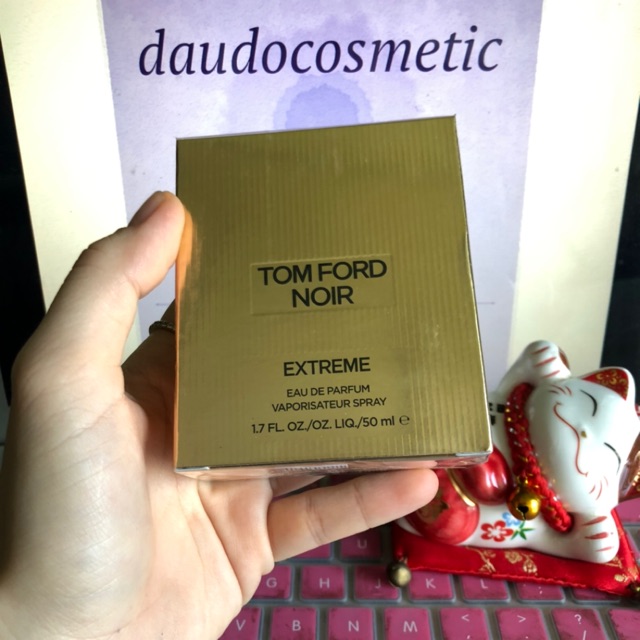 daudocosmetic
TOM FORD
NOIR
EXTREME
EAU DE PARFUM
VAPORISATEUR SPRAY
1.7 FL. OZ./OZ. LIQ./50 ml ℮